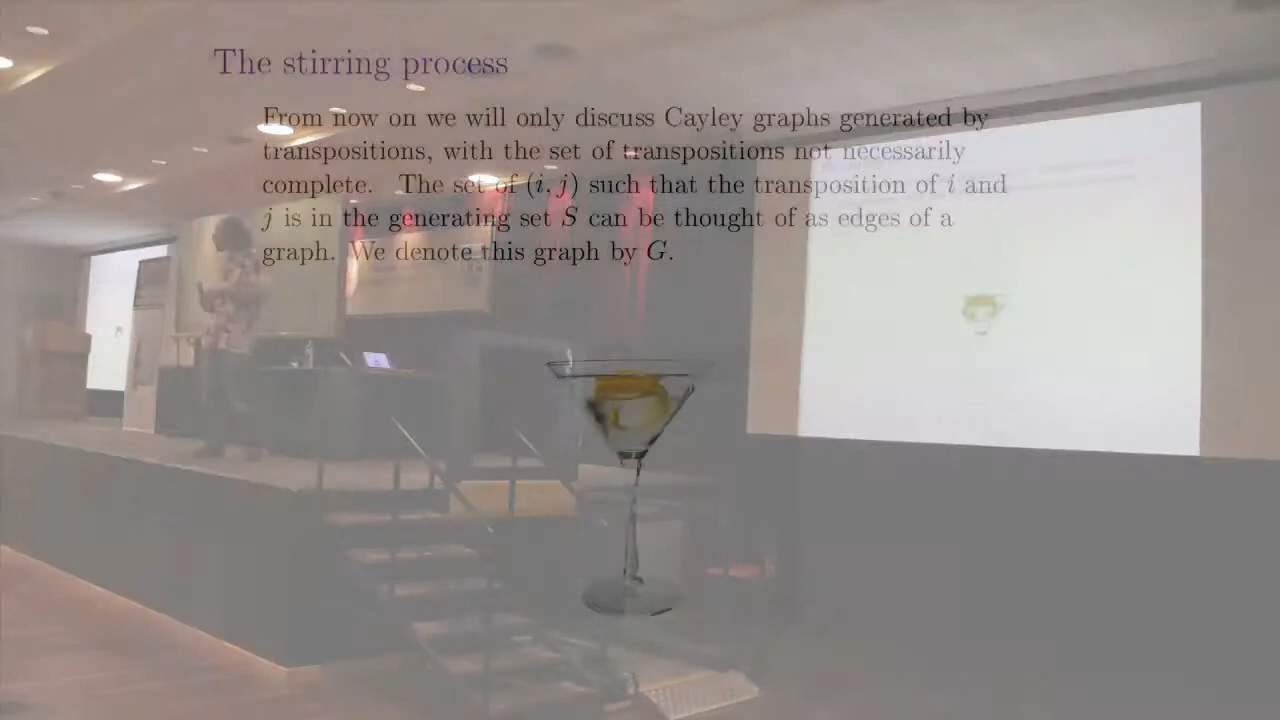 The stirring process
From now on we will only discuss Cayley graphs generated by
transpositions, with the set of transpositions not necessarily
complete. The set of (i, j) such that the transposition of i and
j is in the generating set S can be thought of as edges of a
graph. We denote this graph by G.